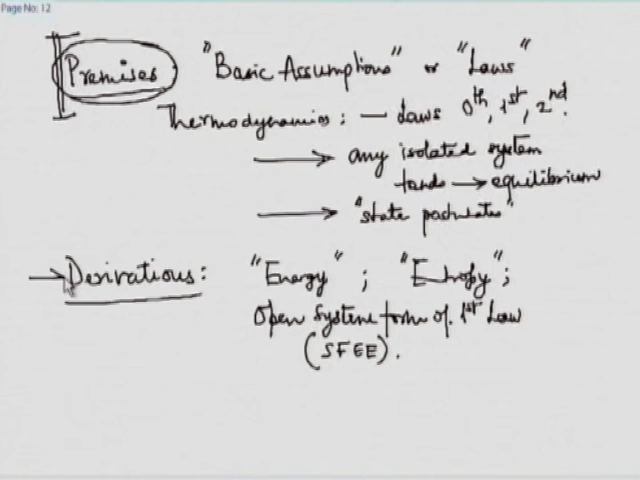 Page No: 12
Premises "Basic Assumptions" or "Laws"
Thermodynamics: — Laws 0th, 1st, 2nd.
→ any isolated system
tends → equilibrium
→ "state postulates"
→ Derivations: "Energy" ; "Entropy" ;
Open System form of 1st Law
(SFEE).